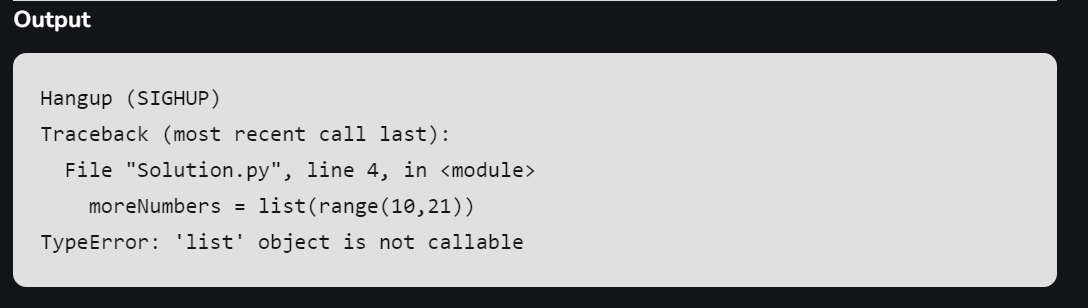 Output
Hangup (SIGHUP)
Traceback (most recent call last):
  File "Solution.py", line 4, in <module>
    moreNumbers = list(range(10,21))
TypeError: 'list' object is not callable